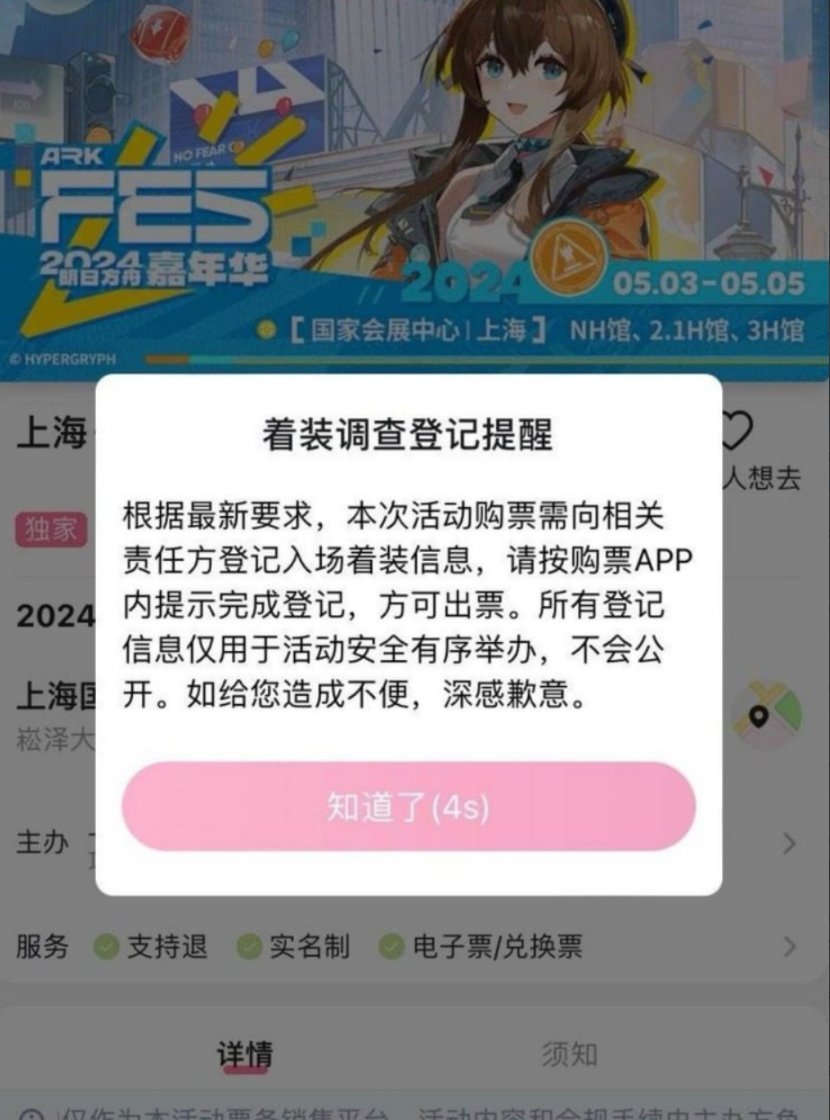 ARK
FES
NO FEAR
2024
明日方舟 嘉年华
2024 05.03-05.05
【国家会展中心|上海】 NH馆、2.1H馆、3H馆
© HYPERGRYPH
上海
人想去
独家
2024
上海国
崧泽大
着装调查登记提醒
根据最新要求，本次活动购票需向相关
责任方登记入场着装信息，请按购票APP
内提示完成登记，方可出票。所有登记
信息仅用于活动安全有序举办，不会公
开。如给您造成不便，深感歉意。
知道了(4s)
主办
服务 支持退 实名制 电子票/兑换票
详情 须知